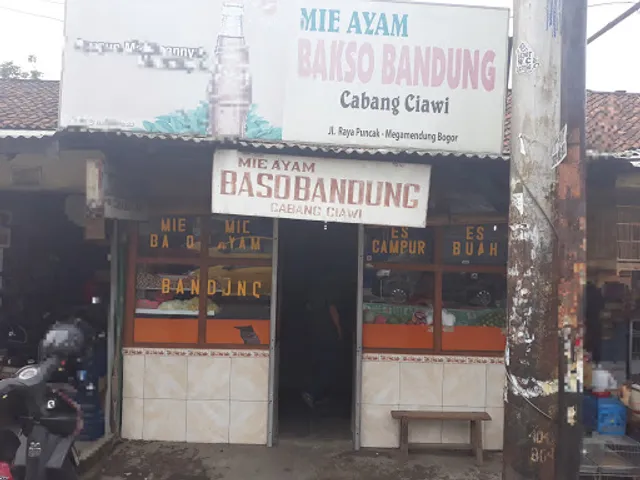 MIE AYAM
BAKSO BANDUNG
Cabang Ciawi
Jl. Raya Puncak - Megamendung Bogor
MIE AYAM
BASO BANDUNG
CABANG CIAWI
MIE
BA O
MIE
AYAM
BANDUNG
ES
CAMPUR
ES
BUAH